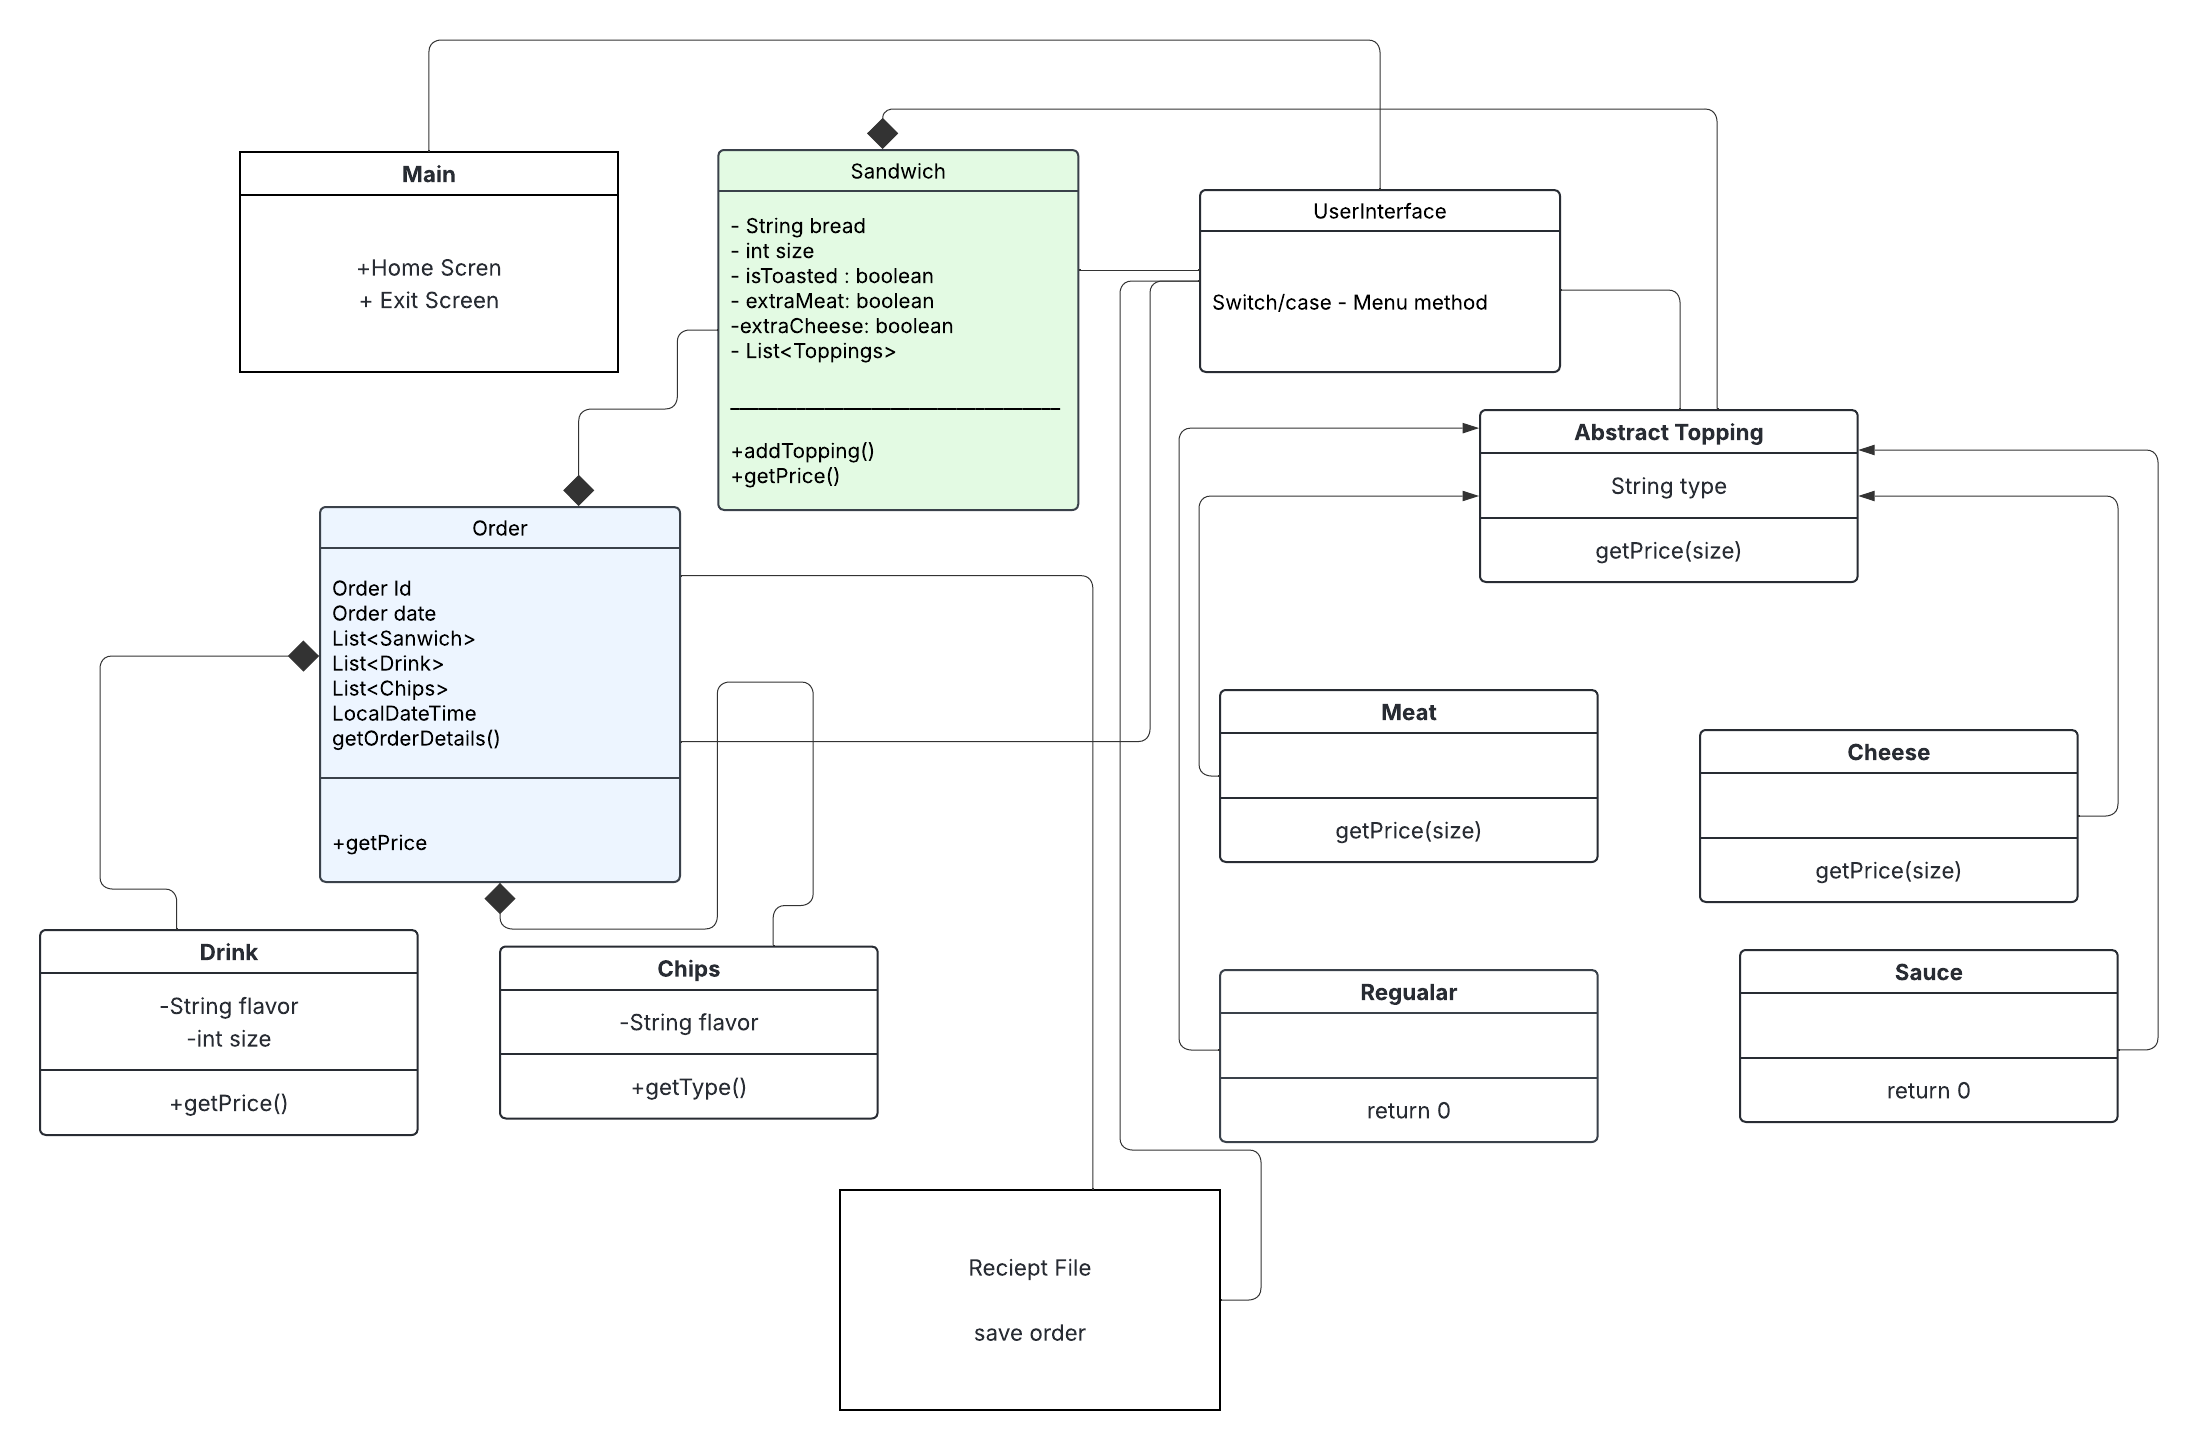 Main
+Home Scren
+ Exit Screen
Sandwich
- String bread
- int size
- isToasted : boolean
- extraMeat: boolean
-extraCheese: boolean
- List<Toppings>
+addTopping()
+getPrice()
UserInterface
Switch/case - Menu method
Abstract Topping
String type
getPrice(size)
Order
Order Id
Order date
List<Sanwich>
List<Drink>
List<Chips>
LocalDateTime
getOrderDetails()
+getPrice
Meat
getPrice(size)
Cheese
getPrice(size)
Drink
-String flavor
-int size
+getPrice()
Chips
-String flavor
+getType()
Regualar
return 0
Sauce
return 0
Reciept File
save order